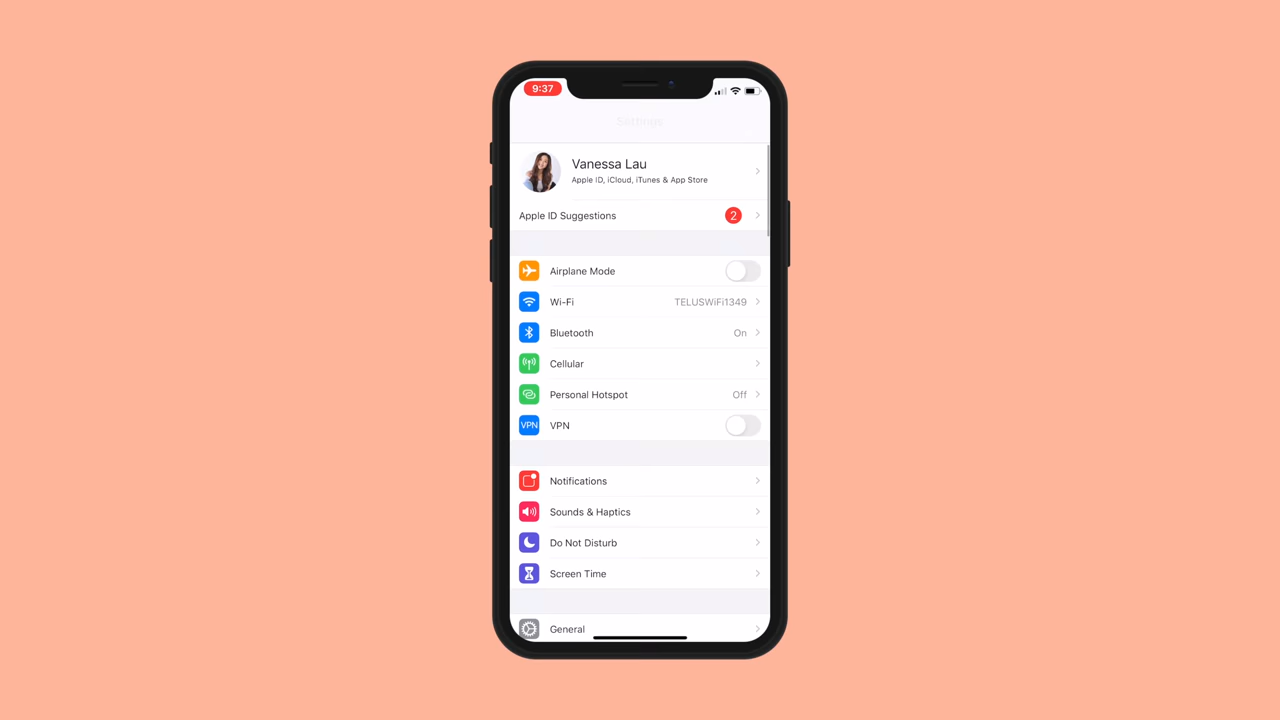 9:37
Settings
Vanessa Lau
Apple ID, iCloud, iTunes & App Store
Apple ID Suggestions 2
Airplane Mode
Wi-Fi TELUSWiFi1349
Bluetooth On
Cellular
Personal Hotspot Off
VPN VPN
Notifications
Sounds & Haptics
Do Not Disturb
Screen Time
General